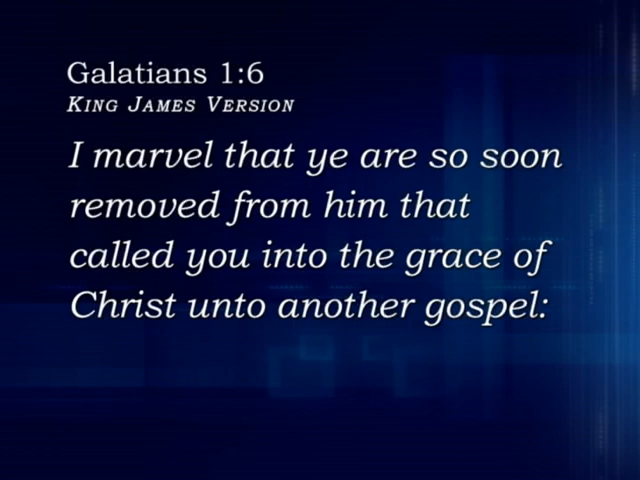 Galatians 1:6
King James Version
I marvel that ye are so soon
removed from him that
called you into the grace of
Christ unto another gospel: